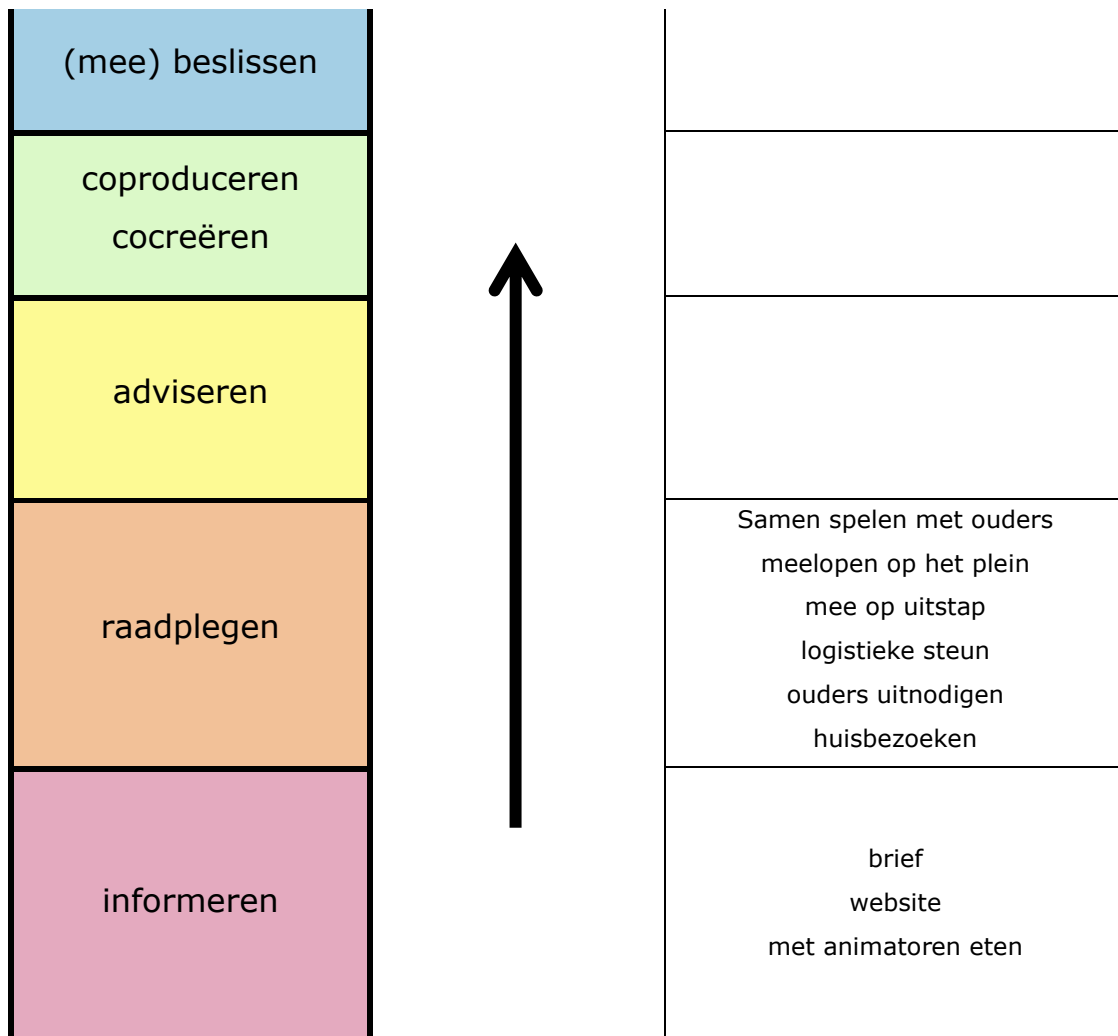 (mee) beslissen
coproduceren
cocreëren
adviseren
raadplegen
Samen spelen met ouders
meelopen op het plein
mee op uitstap
logistieke steun
ouders uitnodigen
huisbezoeken
informeren
brief
website
met animatoren eten